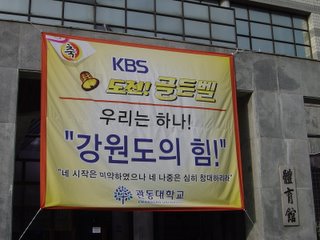 축
KBS
도전! 골든벨
우리는 하나!
"강원도의 힘!"
"네 시작은 미약하였으나 네 나중은 심히 창대하리라"
관동대학교
體育館